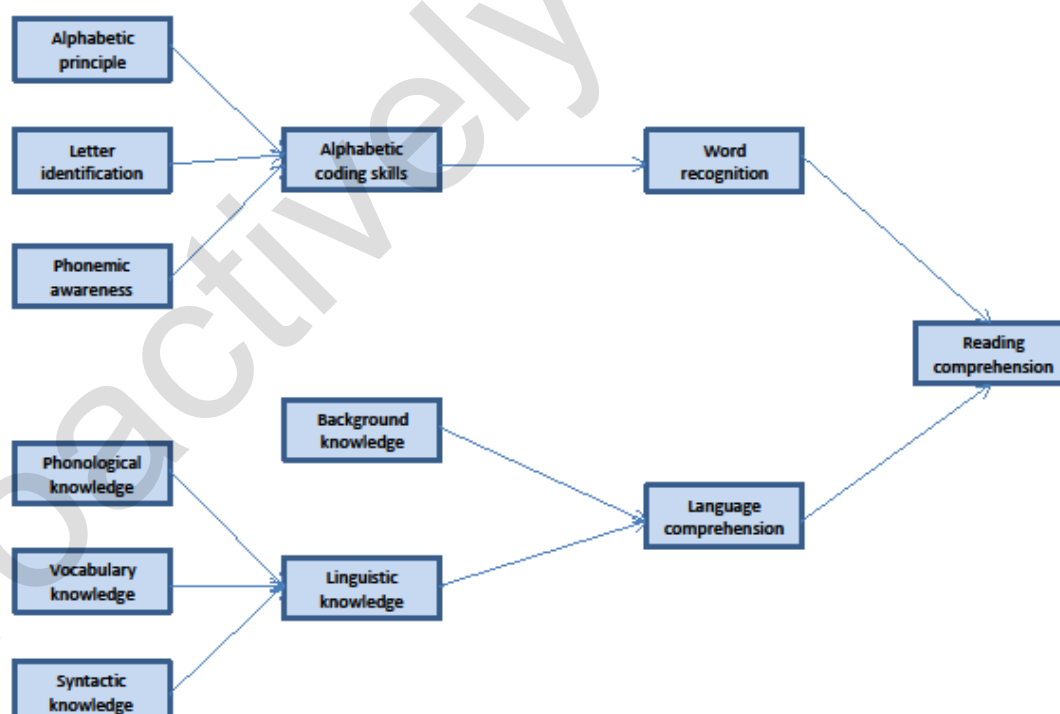 Alphabetic
principle
Letter
identification
Phonemic
awareness
Alphabetic
coding skills
Word
recognition
Reading
comprehension
Background
knowledge
Phonological
knowledge
Vocabulary
knowledge
Syntactic
knowledge
Linguistic
knowledge
Language
comprehension
oactively